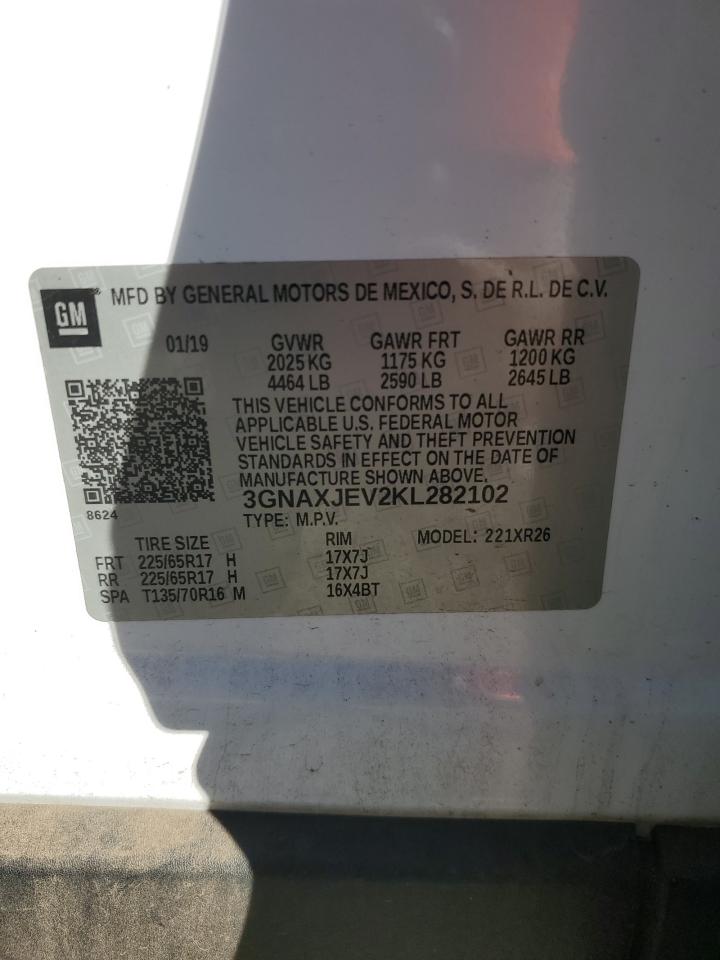 GM
MFD BY GENERAL MOTORS DE MEXICO, S. DE R.L. DE C.V.
01/19 GVWR GAWR FRT GAWR RR
2025 KG 1175 KG 1200 KG
4464 LB 2590 LB 2645 LB
THIS VEHICLE CONFORMS TO ALL
APPLICABLE U.S. FEDERAL MOTOR
VEHICLE SAFETY AND THEFT PREVENTION
STANDARDS IN EFFECT ON THE DATE OF
MANUFACTURE SHOWN ABOVE.
8624
3GNAXJEV2KL282102
TYPE: M.P.V.
TIRE SIZE RIM MODEL: 221XR26
FRT 225/65R17 H 17X7J
RR 225/65R17 H 17X7J
SPA T135/70R16 M 16X4BT